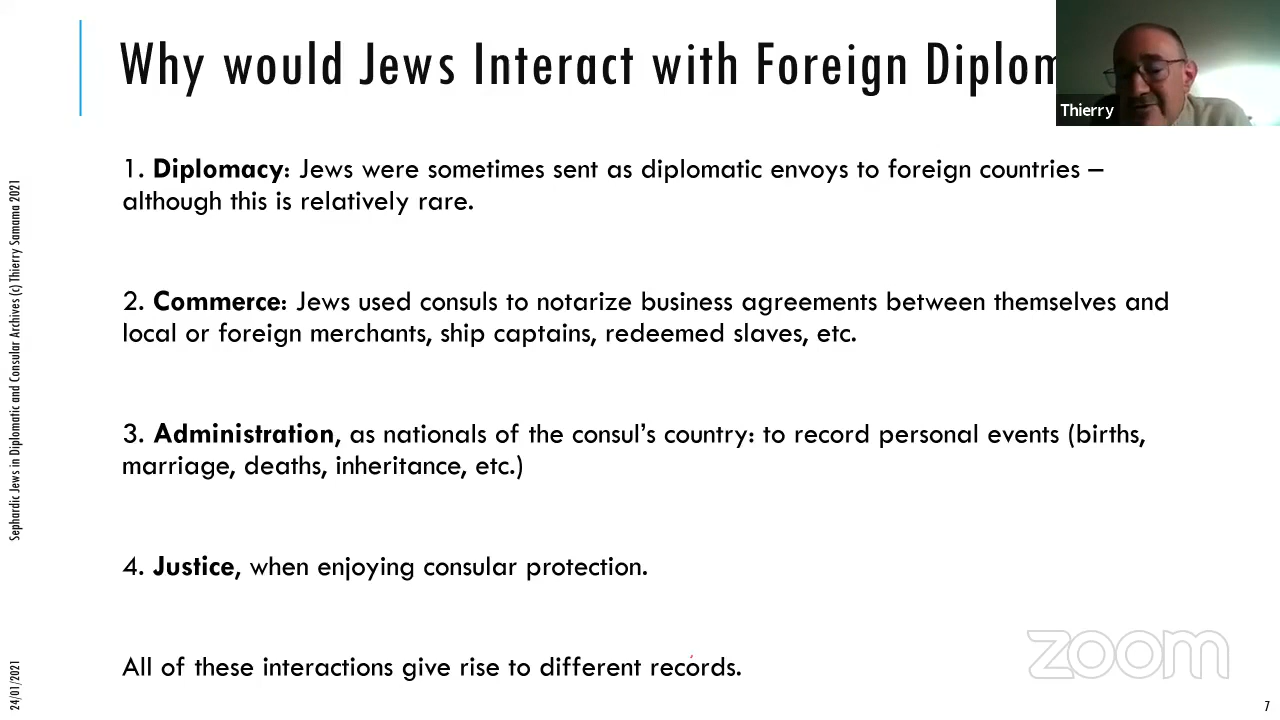 Why would Jews Interact with Foreign Diplom
Thierry
1. Diplomacy: Jews were sometimes sent as diplomatic envoys to foreign countries –
although this is relatively rare.
2. Commerce: Jews used consuls to notarize business agreements between themselves and
local or foreign merchants, ship captains, redeemed slaves, etc.
3. Administration, as nationals of the consul's country: to record personal events (births,
marriage, deaths, inheritance, etc.)
4. Justice, when enjoying consular protection.
All of these interactions give rise to different records.
Sephardic Jews in Diplomatic and Consular Archives (c) Thierry Samama 2021
24/01/2021
zoom
7